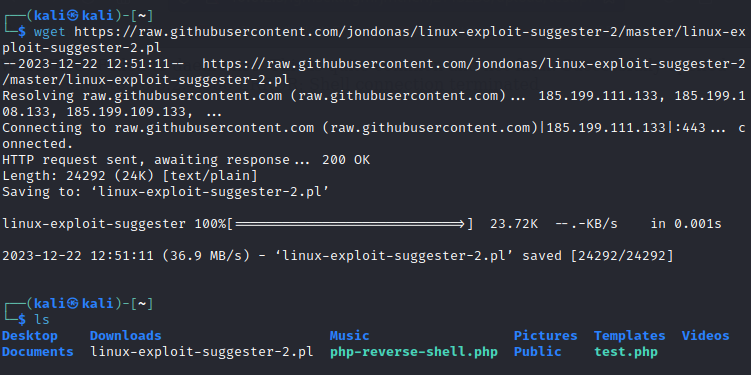 ┌──(kali㉿kali)-[~]
└─$ wget https://raw.githubusercontent.com/jondonas/linux-exploit-suggester-2/master/linux-ex
ploit-suggester-2.pl
--2023-12-22 12:51:11--  https://raw.githubusercontent.com/jondonas/linux-exploit-suggester-2
/master/linux-exploit-suggester-2.pl
Resolving raw.githubusercontent.com (raw.githubusercontent.com)... 185.199.111.133, 185.199.1
08.133, 185.199.109.133, ...
Connecting to raw.githubusercontent.com (raw.githubusercontent.com)|185.199.111.133|:443... c
onnected.
HTTP request sent, awaiting response... 200 OK
Length: 24292 (24K) [text/plain]
Saving to: ‘linux-exploit-suggester-2.pl’
linux-exploit-suggester 100%[============================>]  23.72K  --.-KB/s    in 0.001s
2023-12-22 12:51:11 (36.9 MB/s) - ‘linux-exploit-suggester-2.pl’ saved [24292/24292]
┌──(kali㉿kali)-[~]
└─$ ls
Desktop    Downloads                     Music                  Pictures  Templates  Videos
Documents  linux-exploit-suggester-2.pl  php-reverse-shell.php  Public    test.php